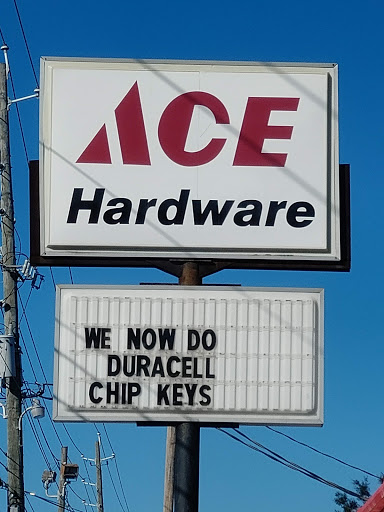 ACE
Hardware
WE NOW DO
DURACELL
CHIP KEYS